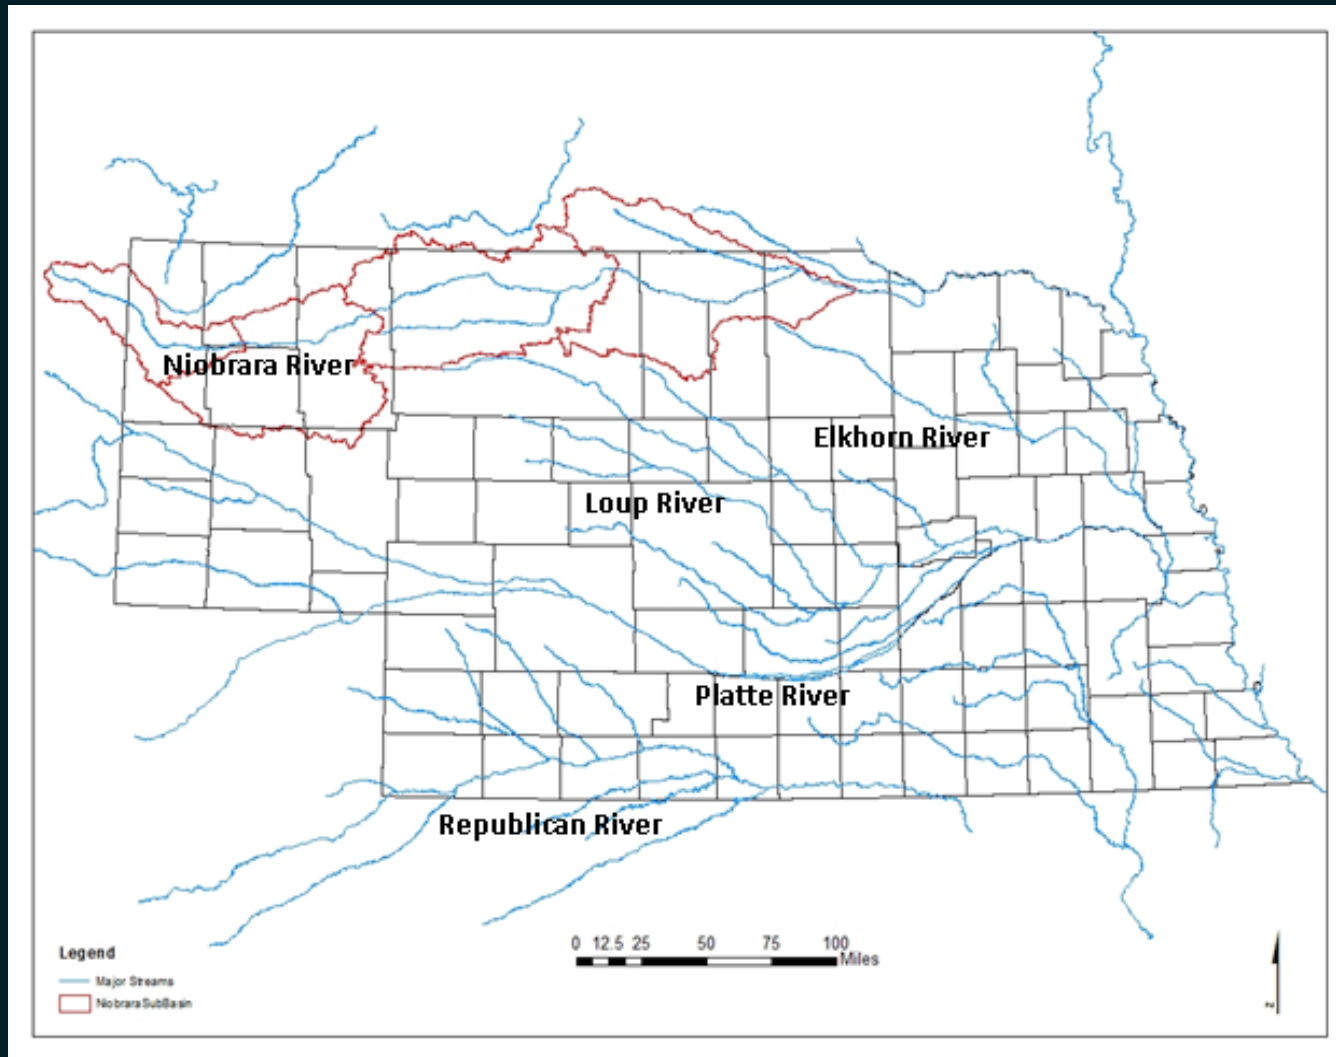 Niobrara River
Elkhorn River
Loup River
Platte River
Republican River
0 12.5 25 50 75 100
Miles
Legend
Major Streams
NiobraraSubBasin
N